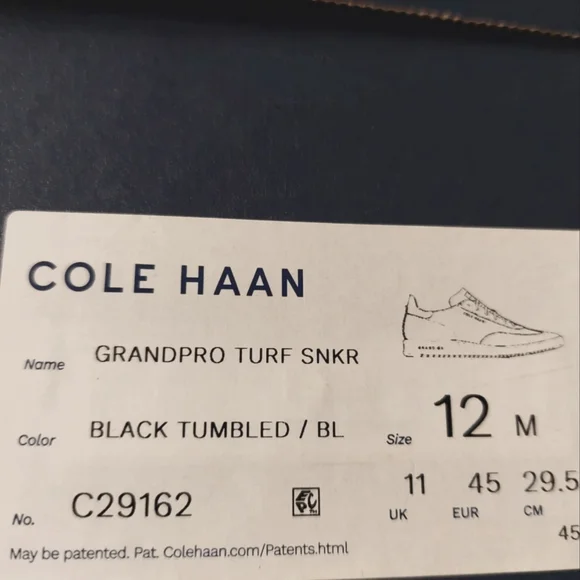 COLE HAAN
Name GRANDPRO TURF SNKR
Color BLACK TUMBLED / BL Size 12 M
No. C29162 11 45 29.5
UK EUR CM
45
May be patented. Pat. Colehaan.com/Patents.html